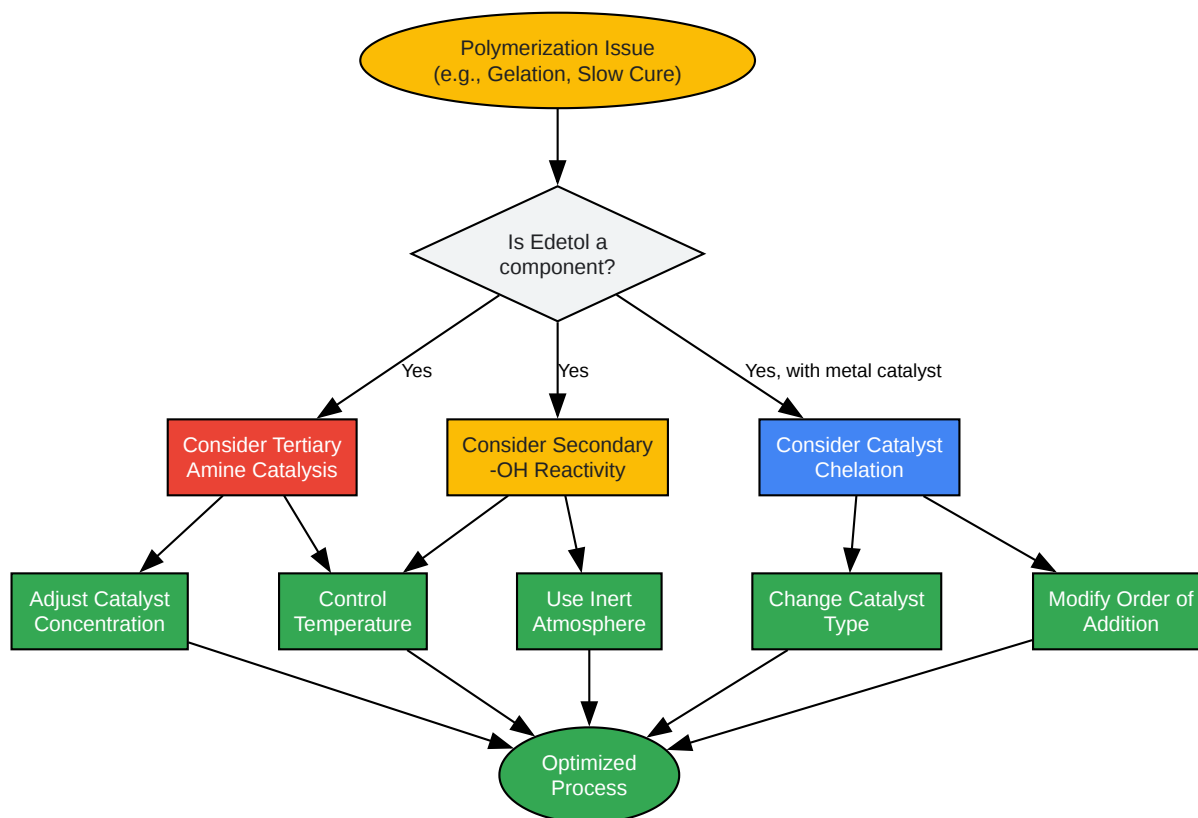 Polymerization Issue
(e.g., Gelation, Slow Cure)
Is Edetol a
component?
Yes
Yes
Yes, with metal catalyst
Consider Tertiary
Amine Catalysis
Consider Secondary
-OH Reactivity
Consider Catalyst
Chelation
Adjust Catalyst
Concentration
Control
Temperature
Use Inert
Atmosphere
Change Catalyst
Type
Modify Order of
Addition
Optimized
Process